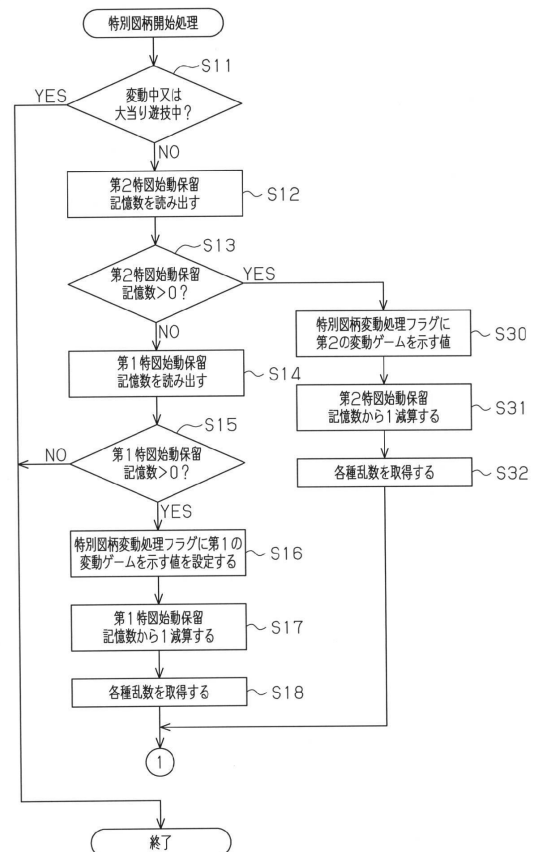 特別図柄開始処理
S11
YES
変動中又は
大当り遊技中?
NO
第2特図始動保留
記憶数を読み出す
S12
S13
第2特図始動保留
記憶数>0?
YES
NO
特別図柄変動処理フラグに
第2の変動ゲームを示す値
S30
第1特図始動保留
記憶数を読み出す
S14
第2特図始動保留
記憶数から1減算する
S31
S15
NO
第1特図始動保留
記憶数>0?
各種乱数を取得する
S32
YES
特別図柄変動処理フラグに第1の
変動ゲームを示す値を設定する
S16
第1特図始動保留
記憶数から1減算する
S17
各種乱数を取得する
S18
1
終了